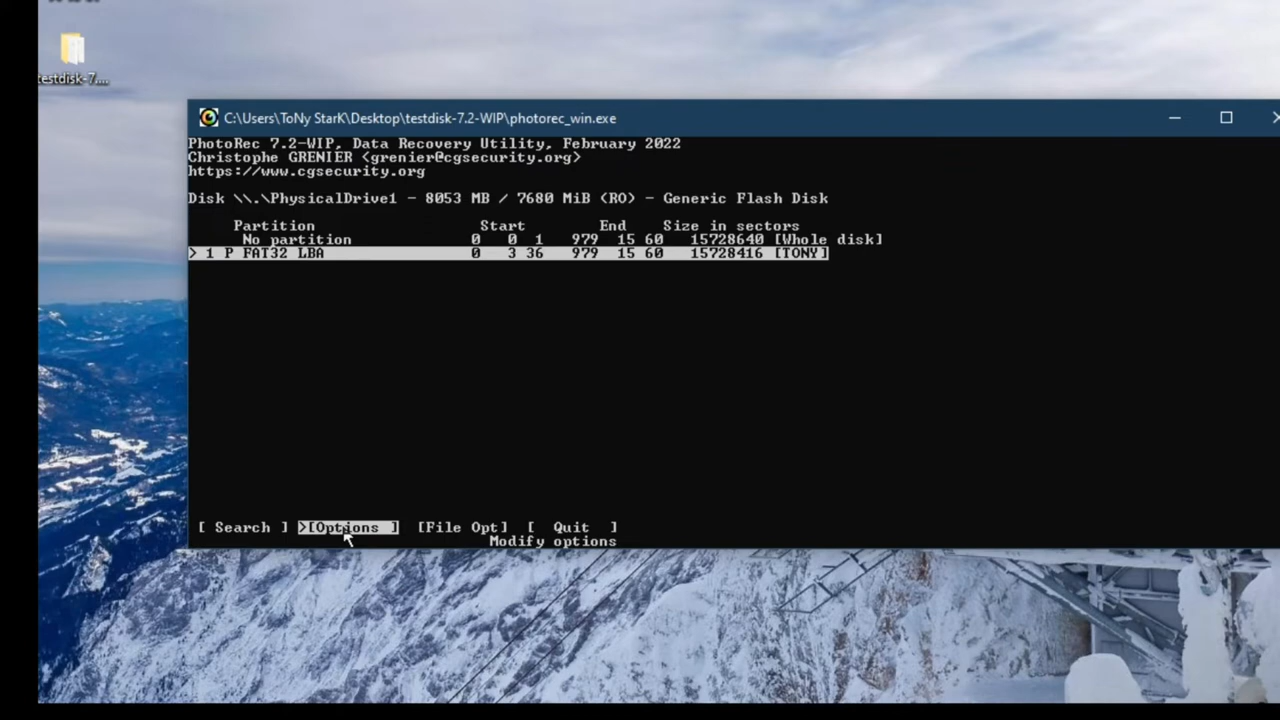 testdisk-7....
C:\Users\ToNy StarK\Desktop\testdisk-7.2-WIP\photorec_win.exe
PhotoRec 7.2-WIP, Data Recovery Utility, February 2022
Christophe GRENIER <grenier@cgsecurity.org>
https://www.cgsecurity.org
Disk \\.\PhysicalDrive1 - 8053 MB / 7680 MiB (RO) - Generic Flash Disk
Partition Start End Size in sectors
No partition 0 0 1 979 15 60 15728640 [Whole disk]
> 1 P FAT32 LBA 0 3 36 979 15 60 15728416 [TONY]
[ Search ] >[Options ] [File Opt] [ Quit ]
Modify options